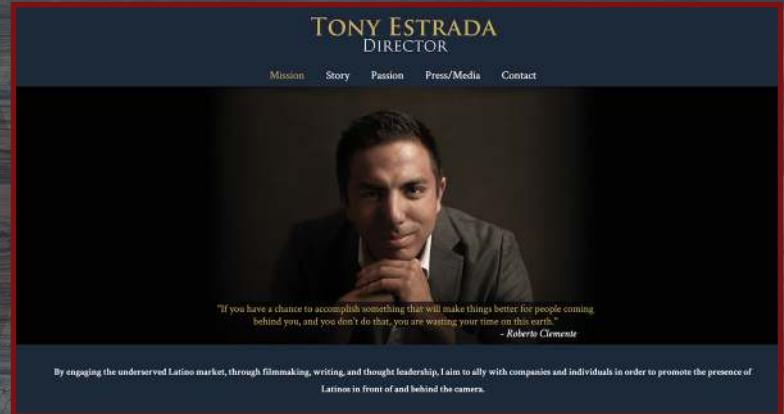 TONY ESTRADA
DIRECTOR
Mission Story Passion Press/Media Contact
"If you have a chance to accomplish something that will make things better for people coming
behind you, and you don't do that, you are wasting your time on this earth."
- Roberto Clemente
By engaging the underserved Latino market, through filmmaking, writing, and thought leadership, I aim to ally with companies and individuals in order to promote the presence of
Latinos in front of and behind the camera.